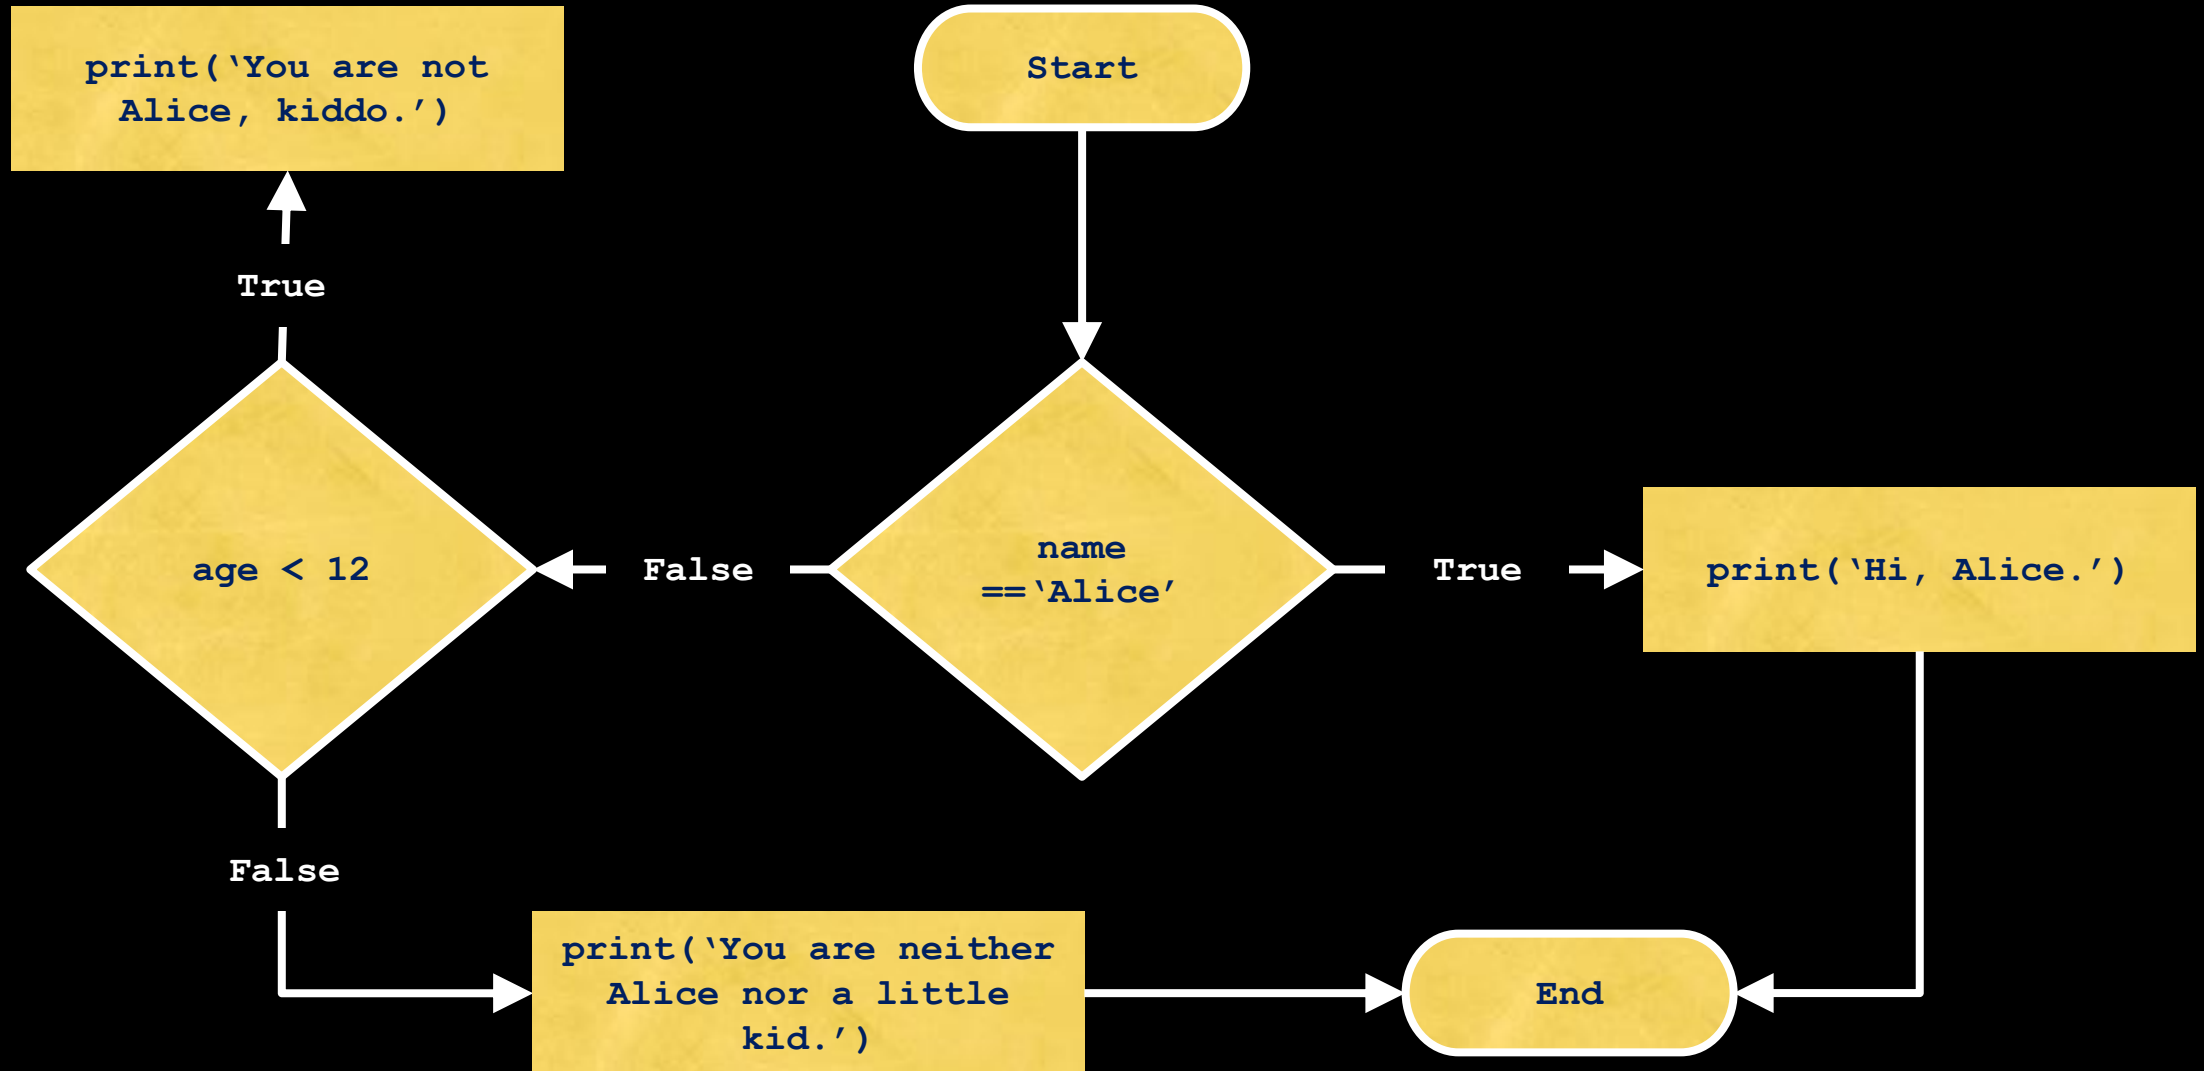 print(‘You are not
Alice, kiddo.’)
Start
True
age < 12
False
name
==‘Alice’
True
print(‘Hi, Alice.’)
False
print(‘You are neither
Alice nor a little
kid.’)
End